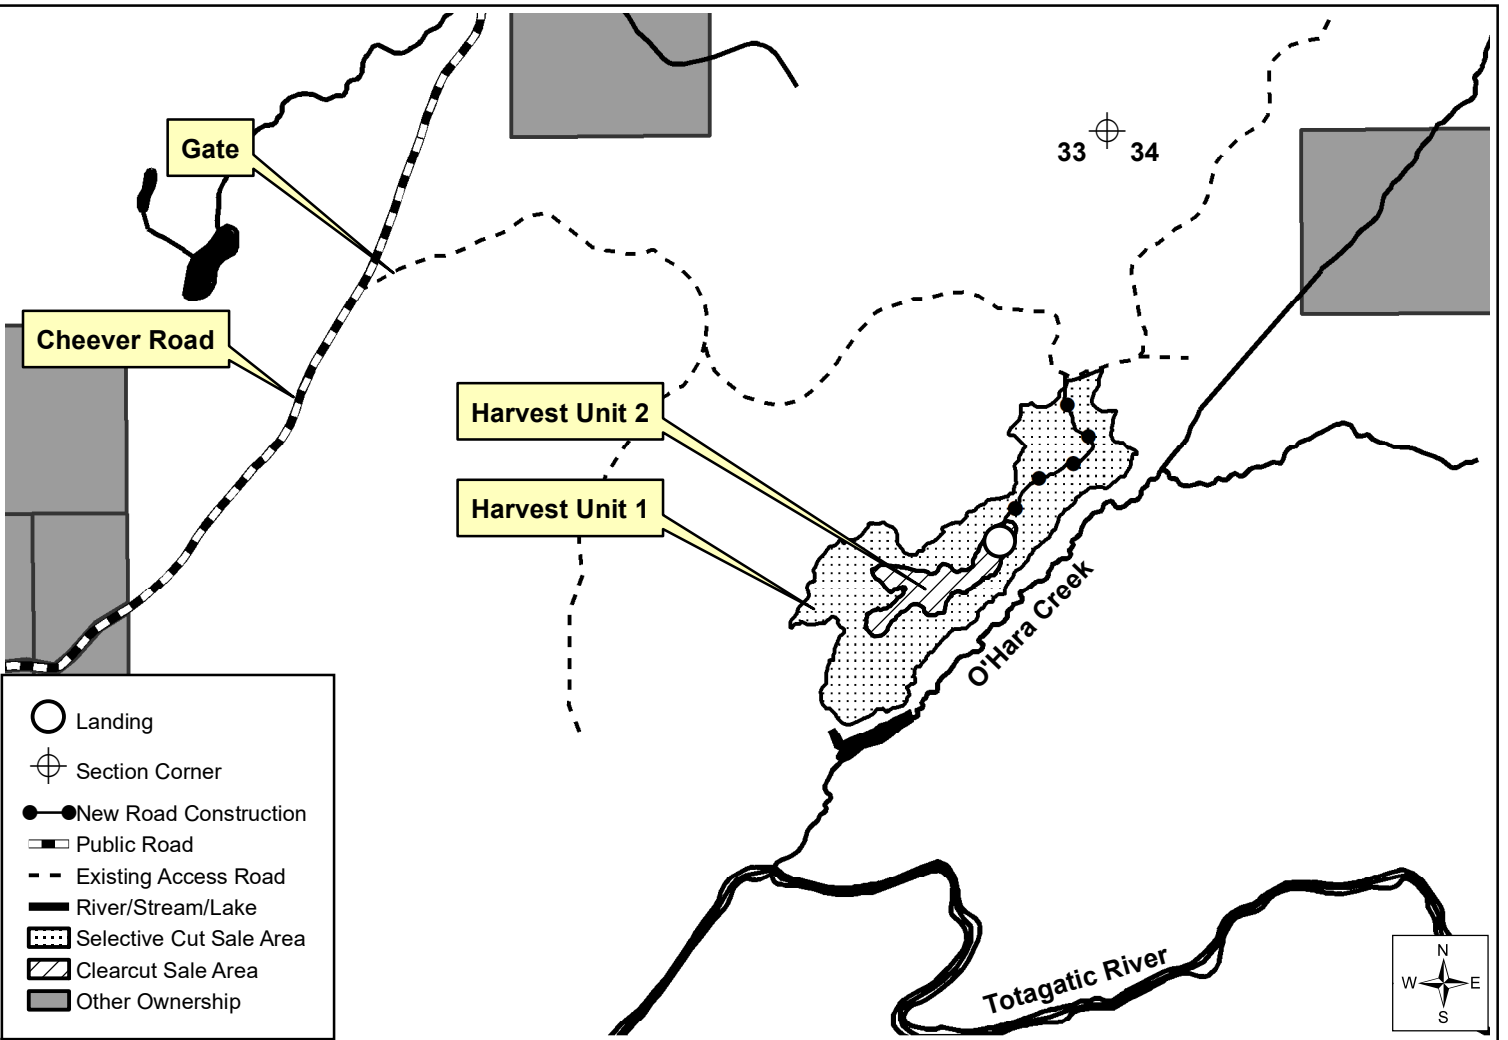 Gate
33 34
Cheever Road
Harvest Unit 2
Harvest Unit 1
O'Hara Creek
Landing
Section Corner
New Road Construction
Public Road
Existing Access Road
River/Stream/Lake
Selective Cut Sale Area
Clearcut Sale Area
Other Ownership
Totagatic River
N
W E
S